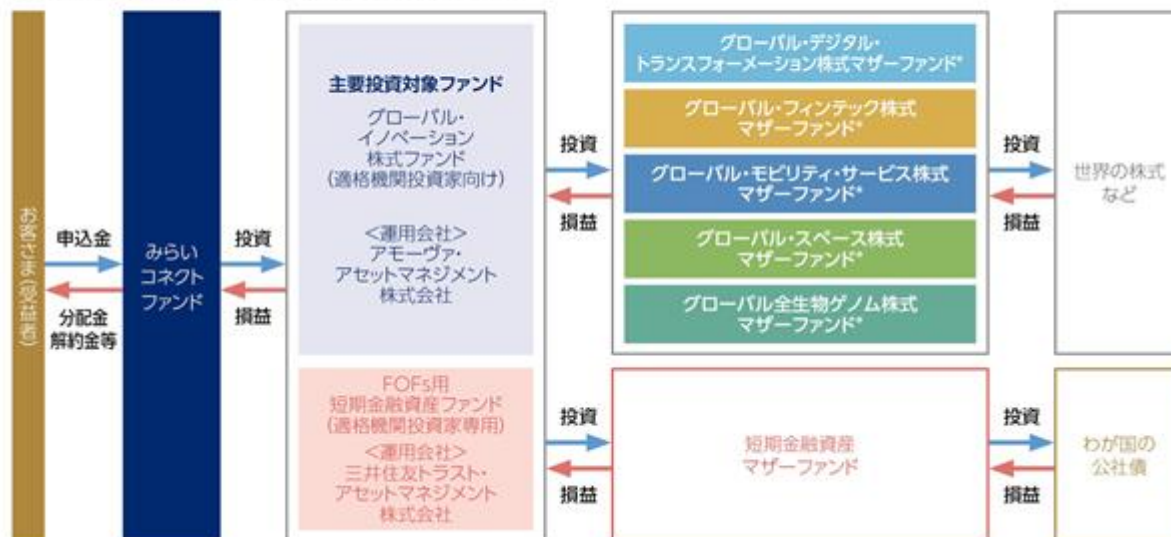 お客さま(受益者)
申込金
分配金
解約金等
みらい
コネクト
ファンド
投資
損益
主要投資対象ファンド
グローバル・
イノベーション
株式ファンド
(適格機関投資家向け)
<運用会社>
アモーヴァ・
アセットマネジメント
株式会社
FOFs用
短期金融資産ファンド
(適格機関投資家専用)
<運用会社>
三井住友トラスト・
アセットマネジメント
株式会社
投資
損益
投資
損益
グローバル・デジタル・
トランスフォーメーション株式マザーファンド*
グローバル・フィンテック株式
マザーファンド*
グローバル・モビリティ・サービス株式
マザーファンド*
グローバル・スペース株式
マザーファンド*
グローバル全生物ゲノム株式
マザーファンド*
短期金融資産
マザーファンド
投資
損益
投資
損益
世界の株式
など
わが国の
公社債